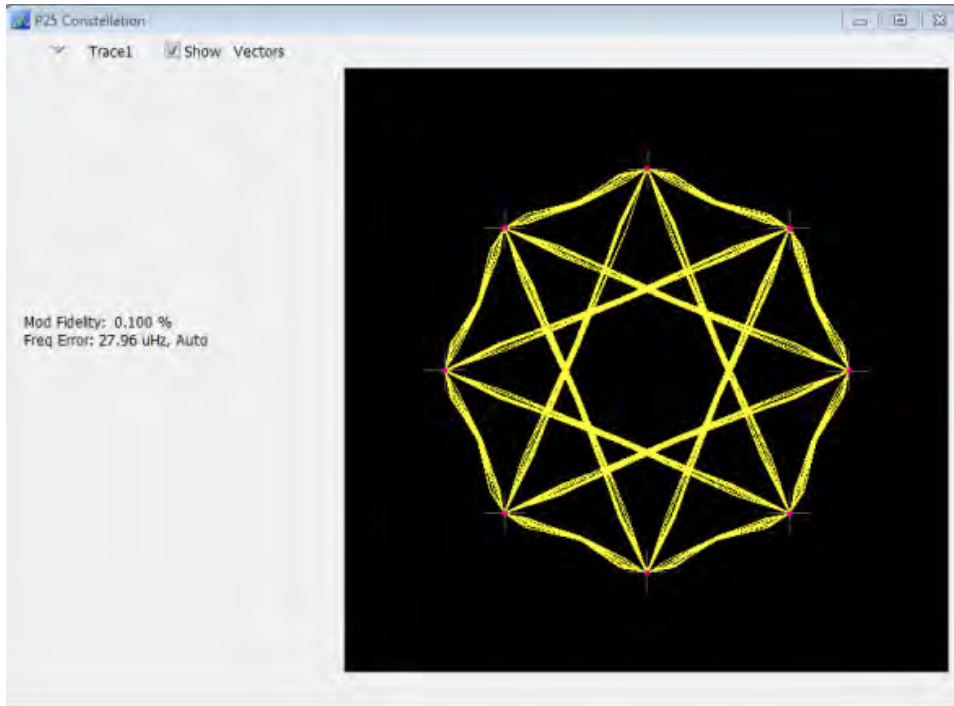 P25 Constellation
Trace1 Show Vectors
Mod Fidelity: 0.100 %
Freq Error: 27.96 uHz, Auto